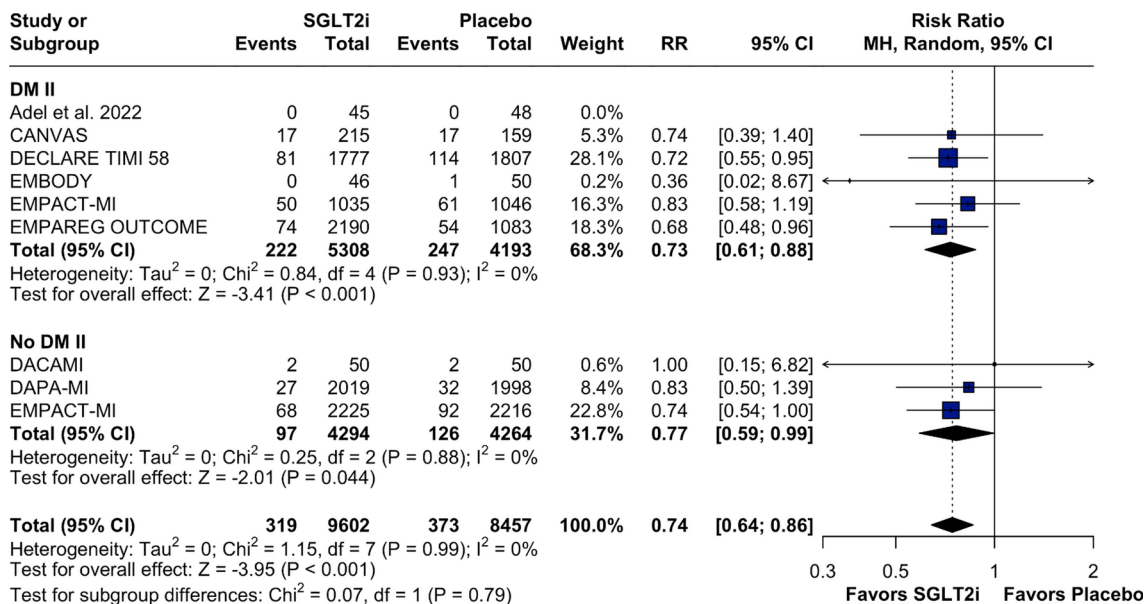 Study or SGLT2i Placebo Risk Ratio
Subgroup Events Total Events Total Weight RR 95% CI MH, Random, 95% CI
DM II
Adel et al. 2022 0 45 0 48 0.0%
CANVAS 17 215 17 159 5.3% 0.74 [0.39; 1.40]
DECLARE TIMI 58 81 1777 114 1807 28.1% 0.72 [0.55; 0.95]
EMBODY 0 46 1 50 0.2% 0.36 [0.02; 8.67]
EMPACT-MI 50 1035 61 1046 16.3% 0.83 [0.58; 1.19]
EMPAREG OUTCOME 74 2190 54 1083 18.3% 0.68 [0.48; 0.96]
Total (95% CI) 222 5308 247 4193 68.3% 0.73 [0.61; 0.88]
Heterogeneity: Tau² = 0; Chi² = 0.84, df = 4 (P = 0.93); I² = 0%
Test for overall effect: Z = -3.41 (P < 0.001)
No DM II
DACAMI 2 50 2 50 0.6% 1.00 [0.15; 6.82]
DAPA-MI 27 2019 32 1998 8.4% 0.83 [0.50; 1.39]
EMPACT-MI 68 2225 92 2216 22.8% 0.74 [0.54; 1.00]
Total (95% CI) 97 4294 126 4264 31.7% 0.77 [0.59; 0.99]
Heterogeneity: Tau² = 0; Chi² = 0.25, df = 2 (P = 0.88); I² = 0%
Test for overall effect: Z = -2.01 (P = 0.044)
Total (95% CI) 319 9602 373 8457 100.0% 0.74 [0.64; 0.86]
Heterogeneity: Tau² = 0; Chi² = 1.15, df = 7 (P = 0.99); I² = 0%
Test for overall effect: Z = -3.95 (P < 0.001)
0.3 0.5 1 2
Test for subgroup differences: Chi² = 0.07, df = 1 (P = 0.79) Favors SGLT2i Favors Placebo